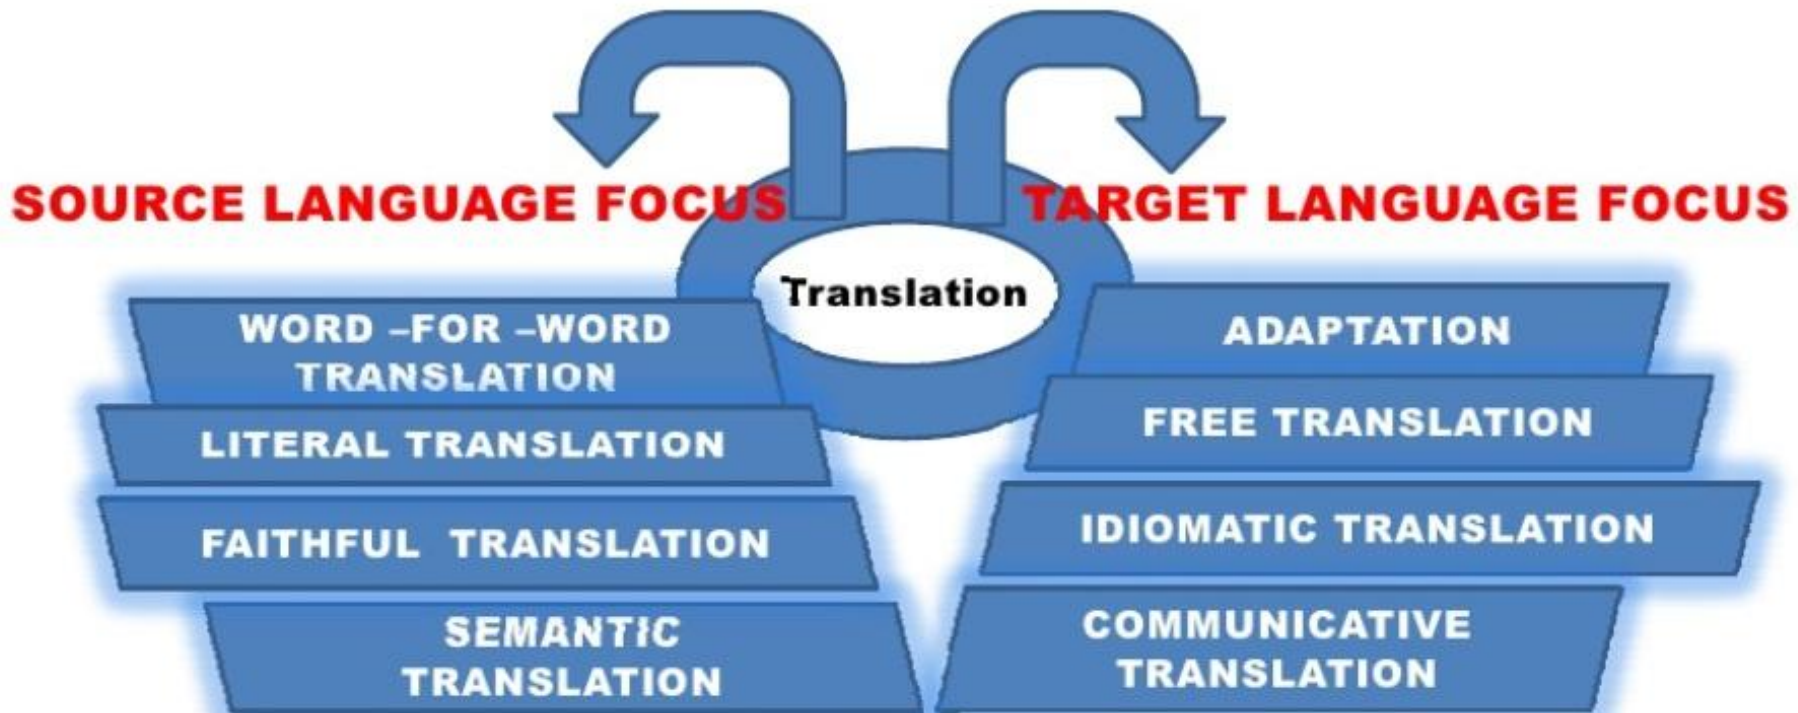 SOURCE LANGUAGE FOCUS
TARGET LANGUAGE FOCUS
Translation
WORD –FOR –WORD
TRANSLATION
LITERAL TRANSLATION
FAITHFUL TRANSLATION
SEMANTIC
TRANSLATION
ADAPTATION
FREE TRANSLATION
IDIOMATIC TRANSLATION
COMMUNICATIVE
TRANSLATION